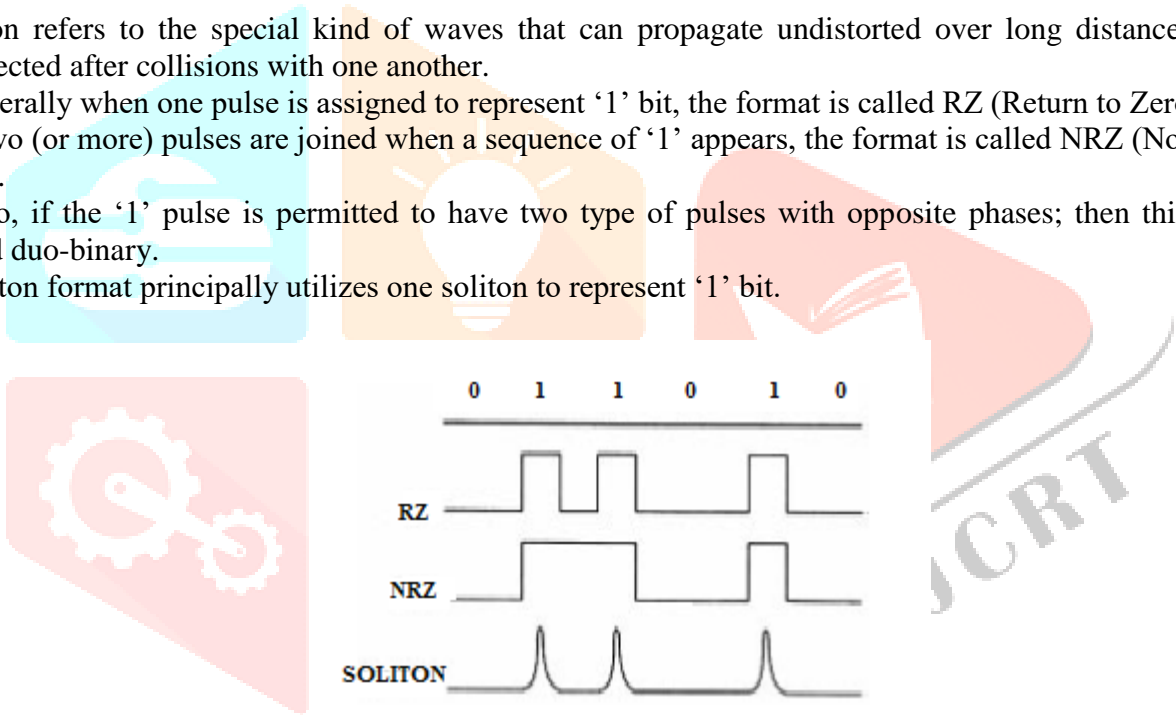 on refers to the special kind of waves that can propagate undistorted over long distance
ected after collisions with one another.
erally when one pulse is assigned to represent ‘1’ bit, the format is called RZ (Return to Zero
vo (or more) pulses are joined when a sequence of ‘1’ appears, the format is called NRZ (No
.
o, if the ‘1’ pulse is permitted to have two type of pulses with opposite phases; then thi
l duo-binary.
ton format principally utilizes one soliton to represent ‘1’ bit.
0 1 1 0 1 0
RZ
NRZ
SOLITON
JCRT